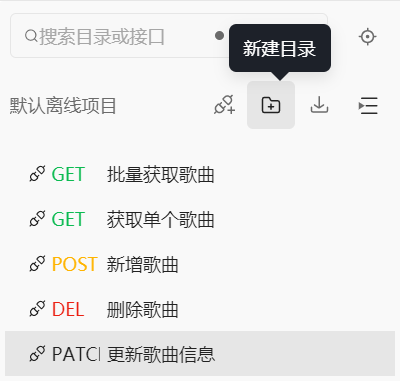 搜索目录或接口
新建目录
默认离线项目
GET 批量获取歌曲
GET 获取单个歌曲
POST 新增歌曲
DEL 删除歌曲
PATCH 更新歌曲信息